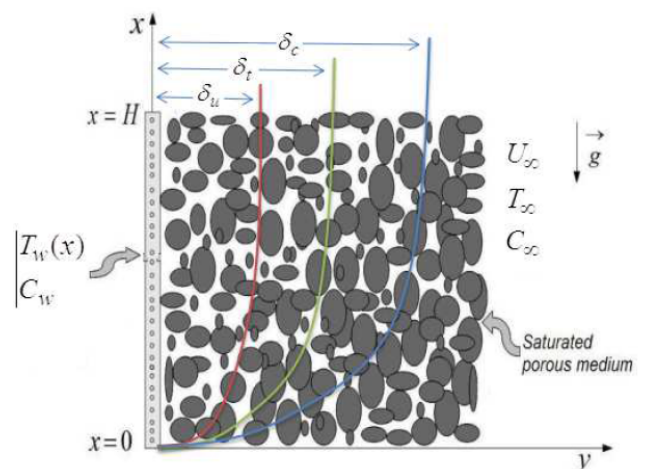 x
δc
δt
δu
x = H
U∞
T∞
C∞
g
Tw(x)
Cw
Saturated
porous medium
x=0
y